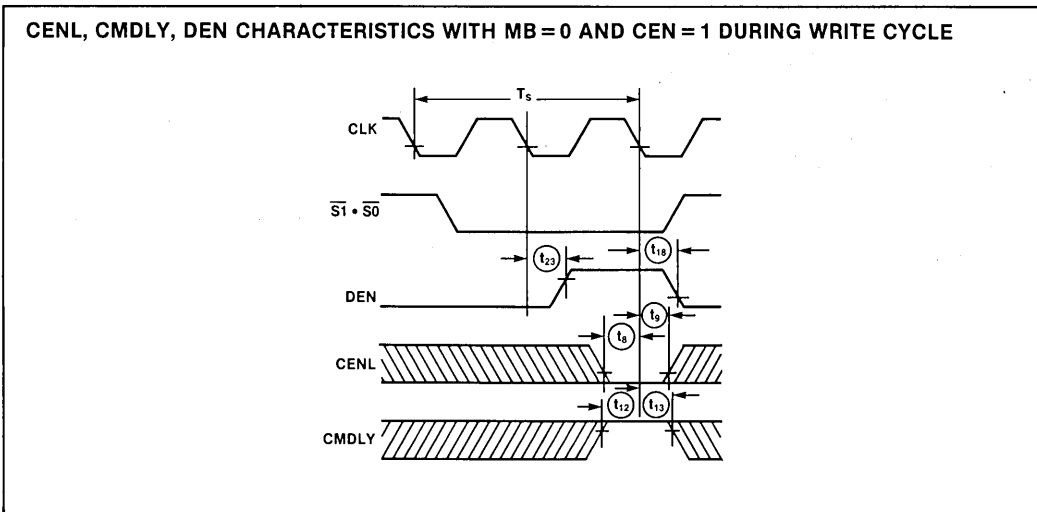 CENL, CMDLY, DEN CHARACTERISTICS WITH MB = 0 AND CEN = 1 DURING WRITE CYCLE
Ts
CLK
S1 • S0
t23
t18
DEN
t9
t8
CENL
t12
t13
CMDLY